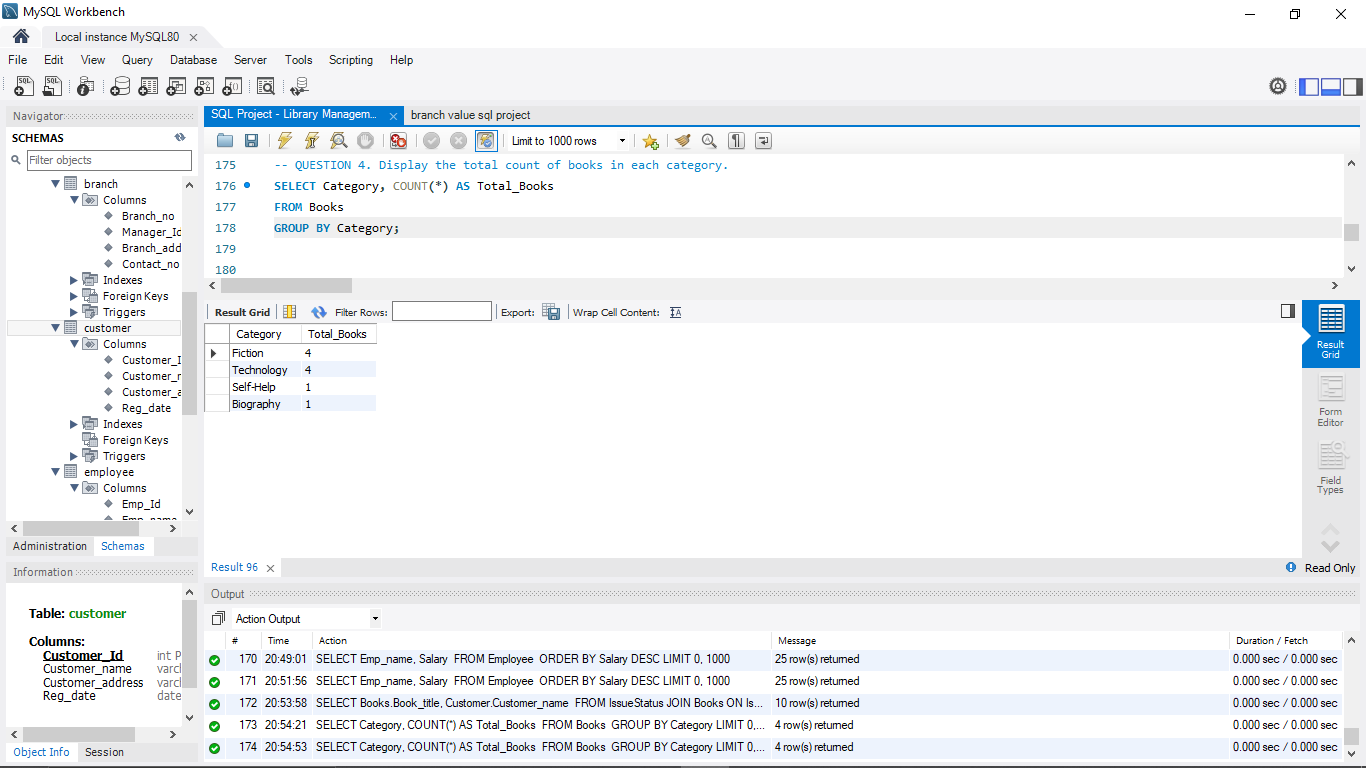 MySQL Workbench
Local instance MySQL80
File Edit View Query Database Server Tools Scripting Help
Navigator
SCHEMAS
Filter objects
branch
Columns
Branch_no
Manager_Id
Branch_add
Contact_no
Indexes
Foreign Keys
Triggers
customer
Columns
Customer_I
Customer_r
Customer_a
Reg_date
Indexes
Foreign Keys
Triggers
employee
Columns
Emp_Id
Emp_name
Administration Schemas
Information
Table: customer
Columns:
Customer_Id int P
Customer_name varch
Customer_address varch
Reg_date date
Object Info Session
SQL Project - Library Managem... branch value sql project
Limit to 1000 rows
175 -- QUESTION 4. Display the total count of books in each category.
176 SELECT Category, COUNT(*) AS Total_Books
177 FROM Books
178 GROUP BY Category;
179
180
Result Grid Filter Rows: Export: Wrap Cell Content:
Category Total_Books
Fiction 4
Technology 4
Self-Help 1
Biography 1
Result Grid
Form Editor
Field Types
Result 96
Read Only
Output
Action Output
# Time Action Message Duration / Fetch
170 20:49:01 SELECT Emp_name, Salary FROM Employee ORDER BY Salary DESC LIMIT 0, 1000 25 row(s) returned 0.000 sec / 0.000 sec
171 20:51:56 SELECT Emp_name, Salary FROM Employee ORDER BY Salary DESC LIMIT 0, 1000 25 row(s) returned 0.000 sec / 0.000 sec
172 20:53:58 SELECT Books.Book_title, Customer.Customer_name FROM IssueStatus JOIN Books ON Is... 10 row(s) returned 0.000 sec / 0.000 sec
173 20:54:21 SELECT Category, COUNT(*) AS Total_Books FROM Books GROUP BY Category LIMIT 0,... 4 row(s) returned 0.000 sec / 0.000 sec
174 20:54:53 SELECT Category, COUNT(*) AS Total_Books FROM Books GROUP BY Category LIMIT 0,... 4 row(s) returned 0.000 sec / 0.000 sec